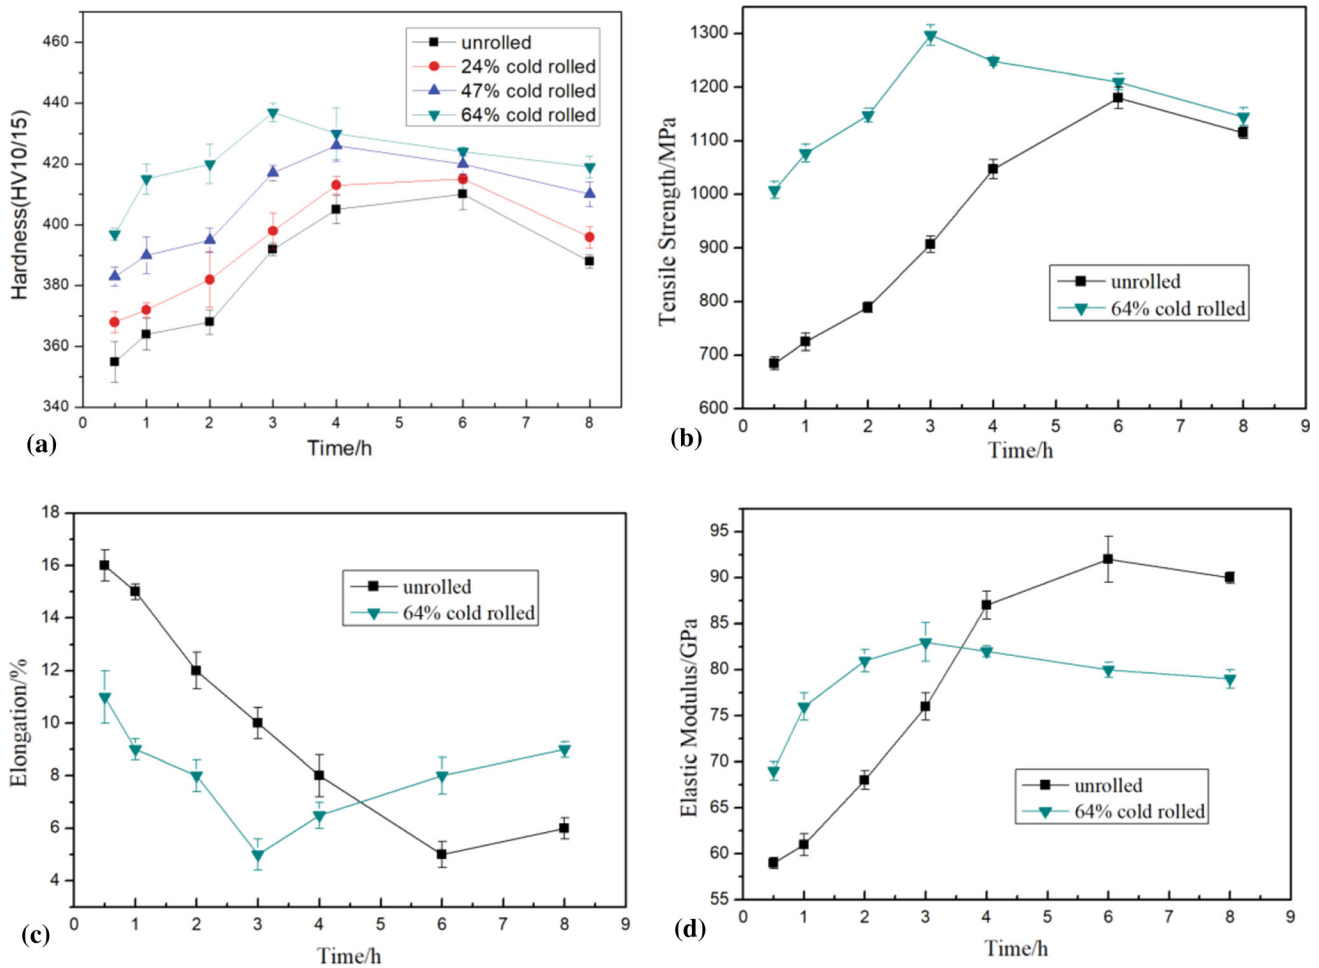 Hardness(HV10/15)
460
440
420
400
380
360
340
unrolled
24% cold rolled
47% cold rolled
64% cold rolled
0 1 2 3 4 5 6 7 8
Time/h
(a)
Tensile Strength/MPa
1300
1200
1100
1000
900
800
700
600
unrolled
64% cold rolled
0 1 2 3 4 5 6 7 8 9
Time/h
(b)
Elongation/%
18
16
14
12
10
8
6
4
unrolled
64% cold rolled
0 1 2 3 4 5 6 7 8 9
Time/h
(c)
Elastic Modulus/GPa
95
90
85
80
75
70
65
60
55
unrolled
64% cold rolled
0 1 2 3 4 5 6 7 8 9
Time/h
(d)